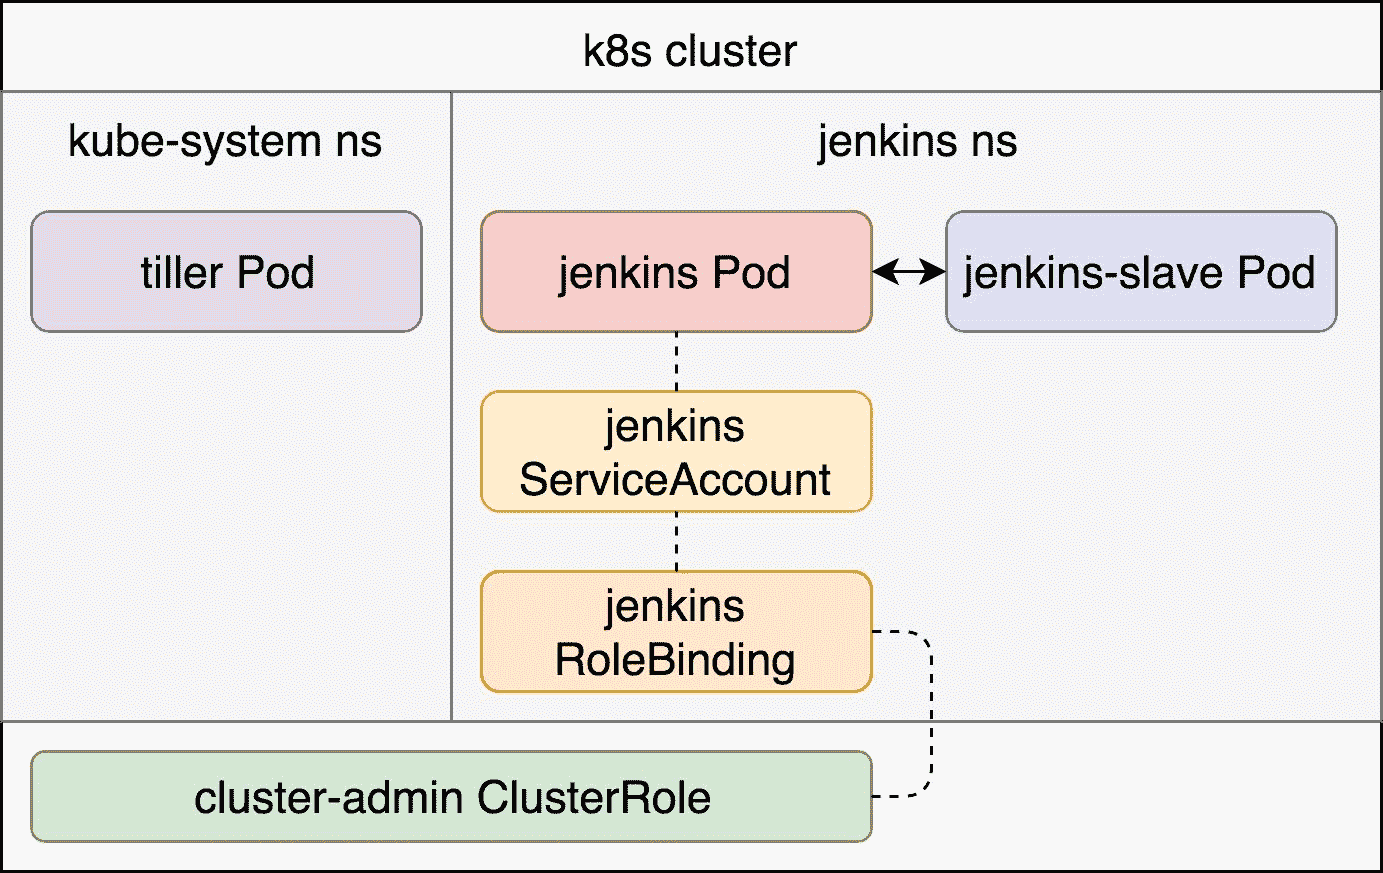 k8s cluster
kube-system ns
jenkins ns
tiller Pod
jenkins Pod
jenkins-slave Pod
jenkins
ServiceAccount
jenkins
RoleBinding
cluster-admin ClusterRole